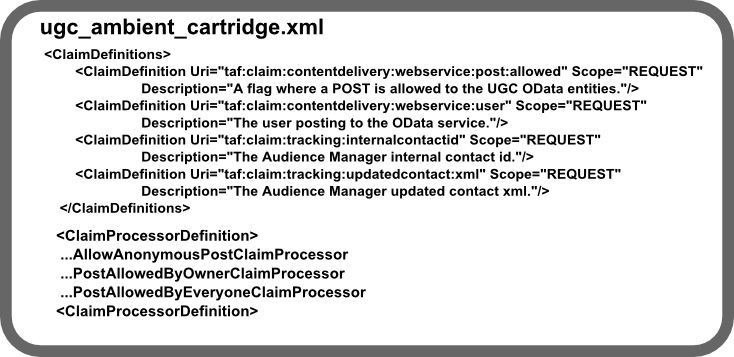 ugc_ambient_cartridge.xml
<ClaimDefinitions>
<ClaimDefinition Uri="taf:claim:contentdelivery:webservice:post:allowed" Scope="REQUEST"
Description="A flag where a POST is allowed to the UGC OData entities."/>
<ClaimDefinition Uri="taf:claim:contentdelivery:webservice:user" Scope="REQUEST"
Description="The user posting to the OData service."/>
<ClaimDefinition Uri="taf:claim:tracking:internalcontactid" Scope="REQUEST"
Description="The Audience Manager internal contact id."/>
<ClaimDefinition Uri="taf:claim:tracking:updatedcontact:xml" Scope="REQUEST"
Description="The Audience Manager updated contact xml."/>
</ClaimDefinitions>
<ClaimProcessorDefinition>
...AllowAnonymousPostClaimProcessor
...PostAllowedByOwnerClaimProcessor
...PostAllowedByEveryoneClaimProcessor
<ClaimProcessorDefinition>